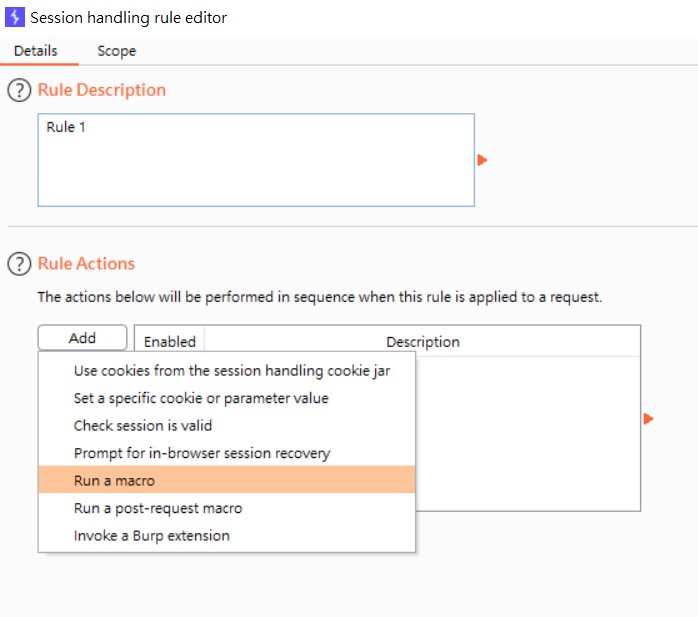 Session handling rule editor
Details Scope
? Rule Description
Rule 1
? Rule Actions
The actions below will be performed in sequence when this rule is applied to a request.
Add Enabled Description
Use cookies from the session handling cookie jar
Set a specific cookie or parameter value
Check session is valid
Prompt for in-browser session recovery
Run a macro
Run a post-request macro
Invoke a Burp extension